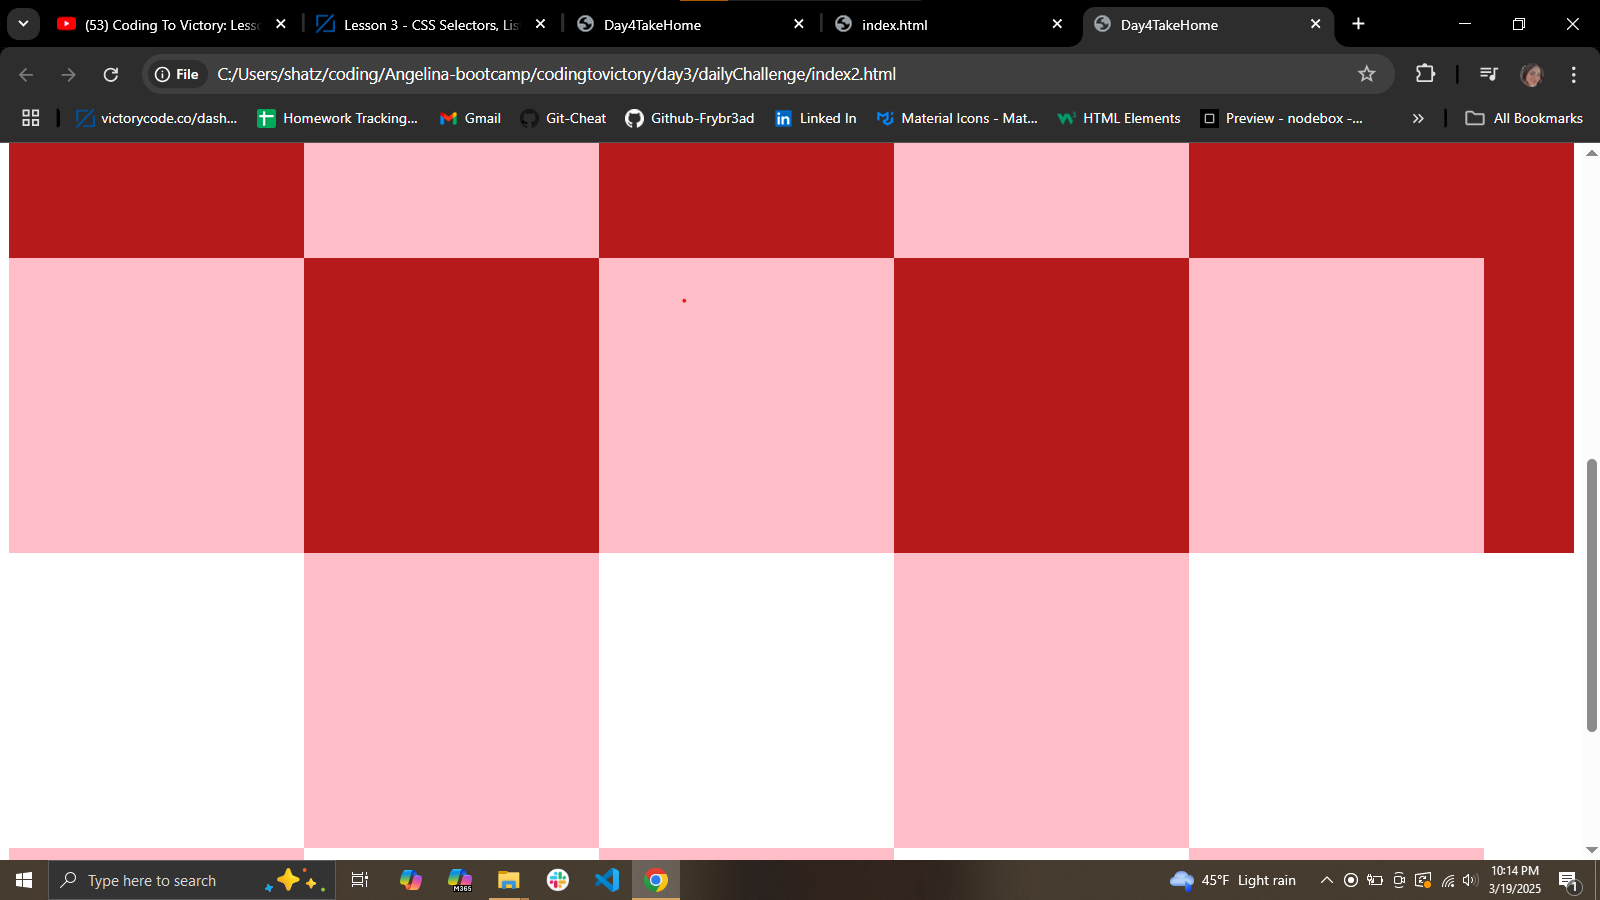 (53) Coding To Victory: Less
Lesson 3 - CSS Selectors, Lis
Day4TakeHome
index.html
Day4TakeHome
File
C:/Users/shatz/coding/Angelina-bootcamp/codingtovictory/day3/dailyChallenge/index2.html
victorycode.co/dash...
Homework Tracking...
Gmail
Git-Cheat
Github-Frybr3ad
Linked In
Material Icons - Mat...
HTML Elements
Preview - nodebox -...
All Bookmarks
Type here to search
M365
45°F Light rain
10:14 PM
3/19/2025
1